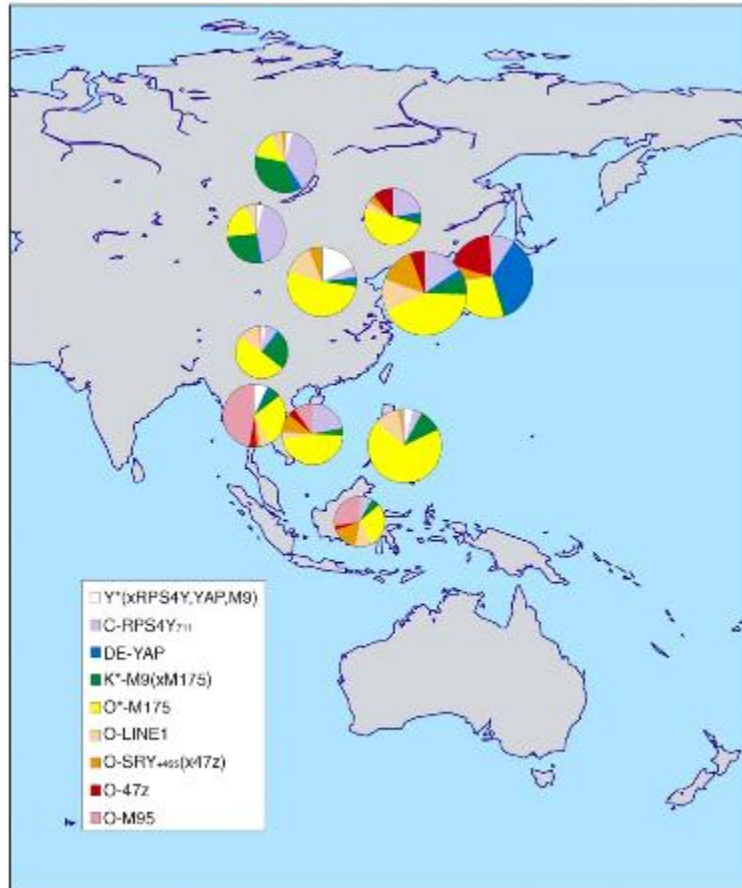 Y*(xRPS4Y,YAP,M9)
C-RPS4Y₇₁₁
DE-YAP
K*-M9(xM175)
O*-M175
O-LINE1
O-SRY₊₄₆₅(x47z)
O-47z
O-M95